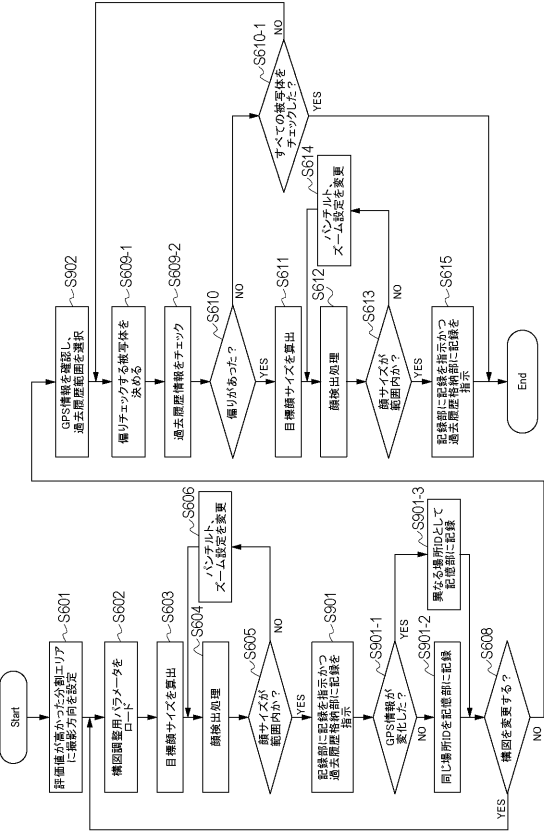 Start
S601
評価値が高かった分割エリア
に撮影方向を設定
S602
構図調整用パラメータを
ロード
S603
目標顔サイズを算出
S604
顔検出処理
S605
顔サイズが
範囲内か?
NO
YES
S606
パンチルト、
ズーム設定を変更
S901
記録部に記録を指示かつ
過去履歴格納部に記録を
指示
S901-1
GPS情報が
変化した?
YES
NO
S901-2
同じ場所IDを記憶部に記録
S901-3
異なる場所IDとして
記憶部に記録
S608
構図を変更する?
YES
NO
S902
GPS情報を確認し、
過去履歴範囲を選択
S609-1
偏りチェックする被写体を
決める
S609-2
過去履歴情報をチェック
S610
偏りがあった?
NO
YES
S610-1
すべての被写体を
チェックした?
NO
YES
S611
目標顔サイズを算出
S612
顔検出処理
S613
顔サイズが
範囲内か?
NO
YES
S614
パンチルト、
ズーム設定を変更
S615
記録部に記録を指示かつ
過去履歴格納部に記録を
指示
End